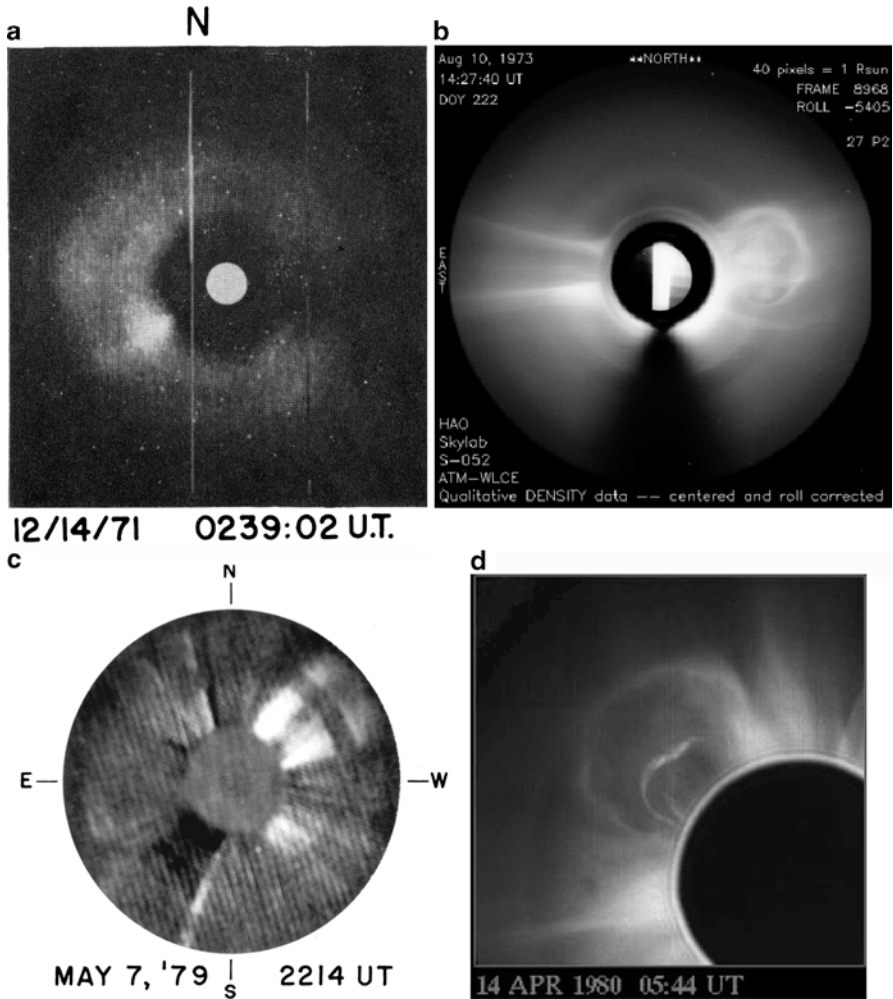 a
N
12/14/71 0239:02 U.T.
b
Aug 10, 1973
14:27:40 UT
DOY 222
**NORTH**
40 pixels = 1 Rsun
FRAME 8968
ROLL -5405
27 P2
EAST
HAO
Skylab
S-052
ATM-WLCE
Qualitative DENSITY data -- centered and roll corrected
c
N
E
W
S
MAY 7, '79 2214 UT
d
14 APR 1980 05:44 UT